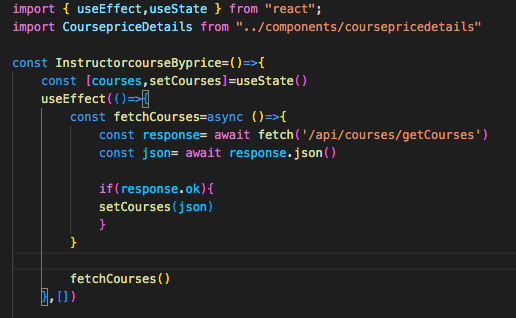 import { useEffect,useState } from "react";
import CoursepriceDetails from "../components/coursepricedetails"
const InstructorcourseByprice=()=>{
const [courses,setCourses]=useState()
useEffect(()=>{
const fetchCourses=async ()=>{
const response= await fetch('/api/courses/getCourses')
const json= await response.json()
if(response.ok){
setCourses(json)
}
}
fetchCourses()
},[])